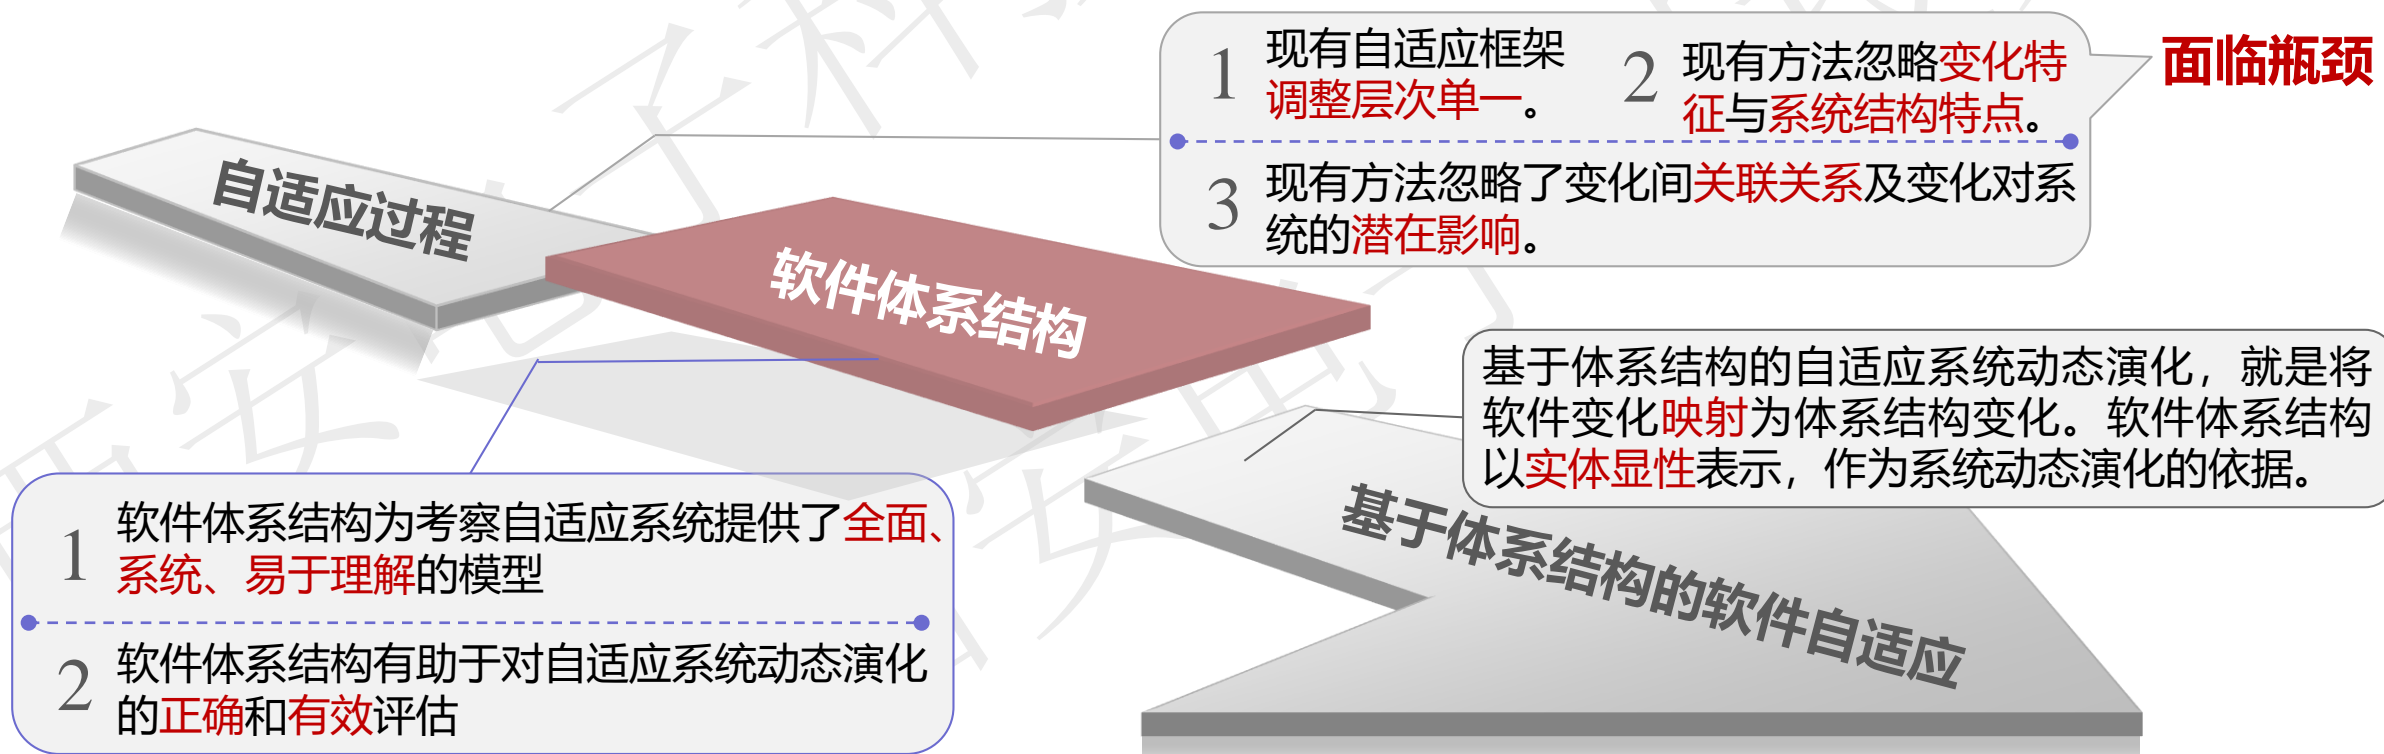 1
现有自适应框架
调整层次单一。
2
现有方法忽略变化特
征与系统结构特点。
3
现有方法忽略了变化间关联关系及变化对系
统的潜在影响。
面临瓶颈
自适应过程
软件体系结构
基于体系结构的自适应系统动态演化，就是将
软件变化映射为体系结构变化。软件体系结构
以实体显性表示，作为系统动态演化的依据。
基于体系结构的软件自适应
1
软件体系结构为考察自适应系统提供了全面、
系统、易于理解的模型
2
软件体系结构有助于对自适应系统动态演化
的正确和有效评估